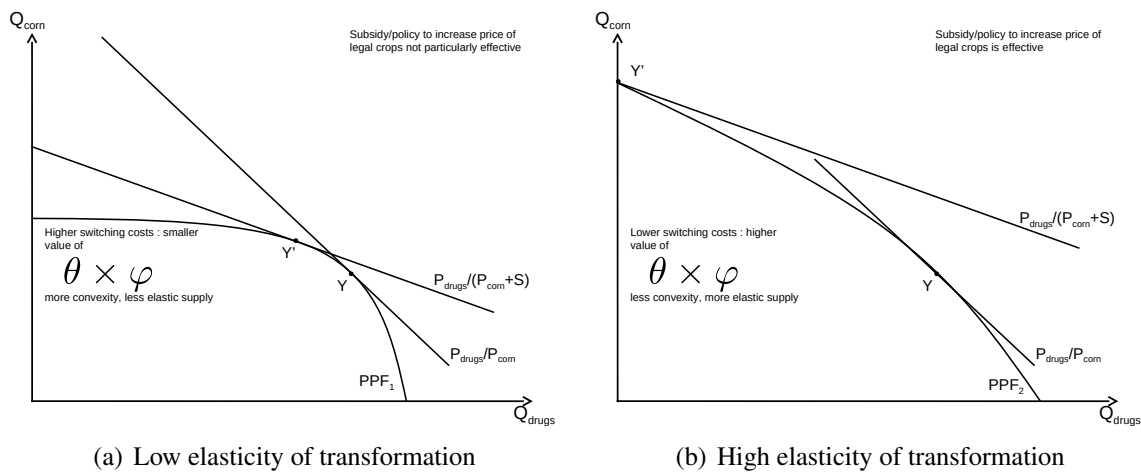 Q_corn
Subsidy/policy to increase price of
legal crops not particularly effective
Higher switching costs : smaller
value of
θ × φ
more convexity, less elastic supply
Y'
Y
P_drugs/(P_corn+S)
P_drugs/P_corn
PPF_1
Q_drugs
(a) Low elasticity of transformation
Q_corn
Subsidy/policy to increase price of
legal crops is effective
Y'
P_drugs/(P_corn+S)
Lower switching costs : higher
value of
θ × φ
less convexity, more elastic supply
Y
P_drugs/P_corn
PPF_2
Q_drugs
(b) High elasticity of transformation